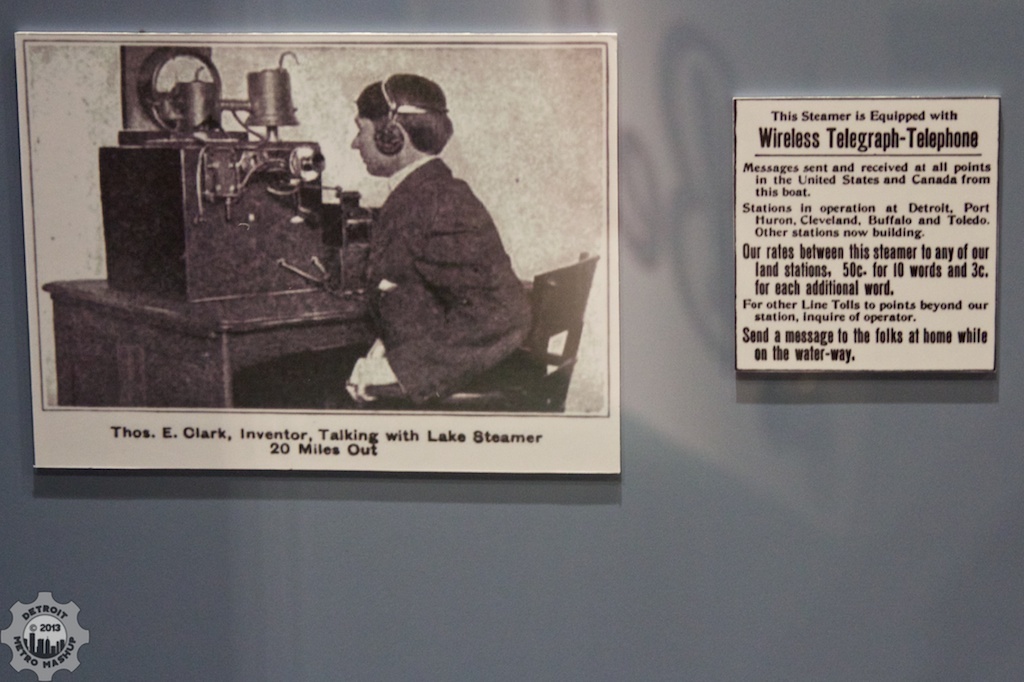 Thos. E. Clark, Inventor, Talking with Lake Steamer
20 Miles Out
This Steamer is Equipped with
Wireless Telegraph-Telephone
Messages sent and received at all points
in the United States and Canada from
this boat.
Stations in operation at Detroit, Port
Huron, Cleveland, Buffalo and Toledo.
Other stations now building.
Our rates between this steamer to any of our
land stations, 50c. for 10 words and 3c.
for each additional word.
For other Line Tolls to points beyond our
station, inquire of operator.
Send a message to the folks at home while
on the water-way.
DETROIT
© 2013
METRO MASHUP